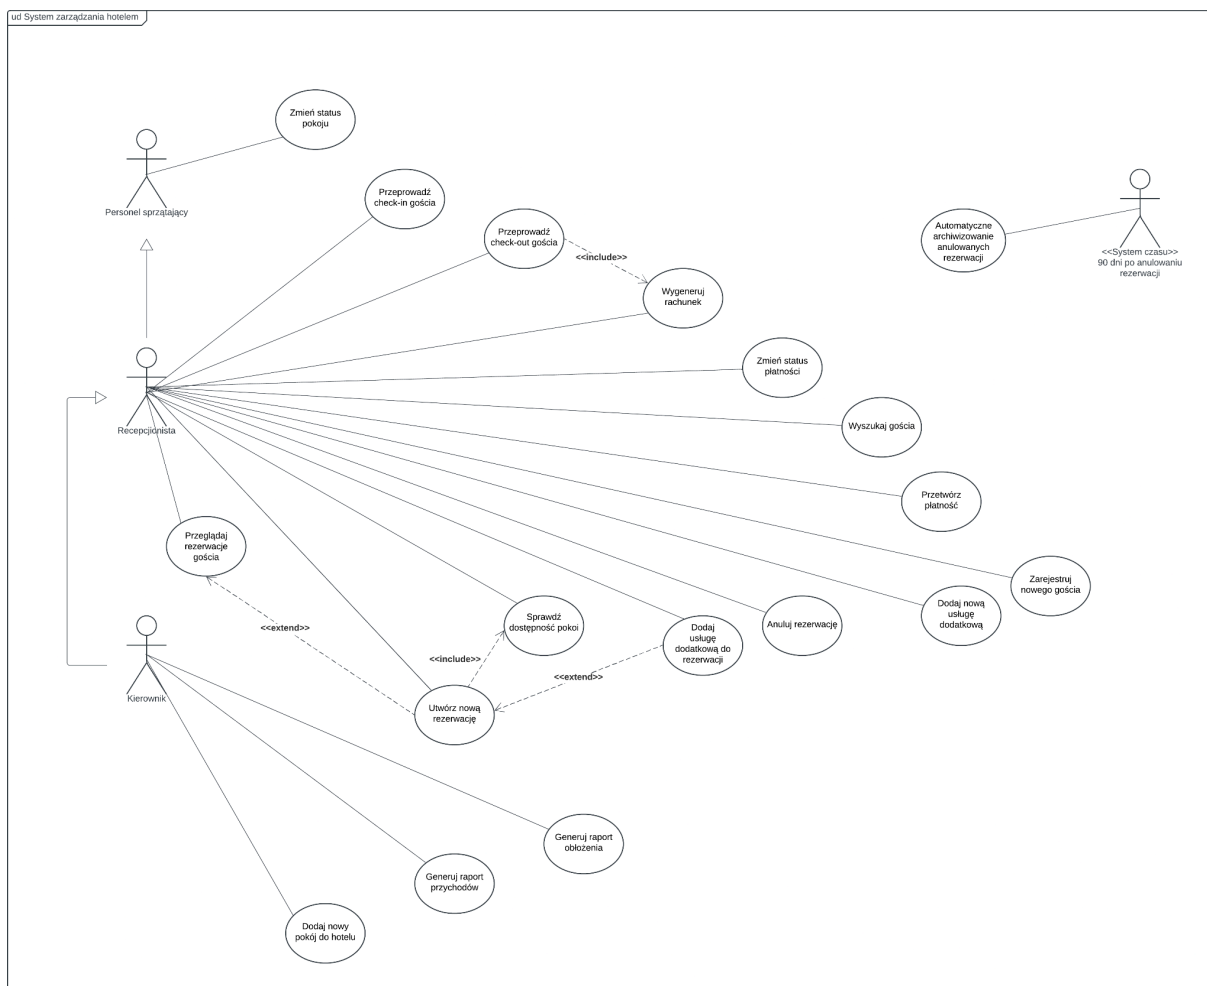 ud System zarządzania hotelem
Zmień status
pokoju
Personel sprzątający
Przeprowadź
check-in gościa
Przeprowadź
check-out gościa
<<include>>
Wygeneruj
rachunek
Automatyczne
archiwizowanie
anulowanych
rezerwacji
<<System czasu>>
90 dni po anulowaniu
rezerwacji
Zmień status
płatności
Recepcjonista
Wyszukaj gościa
Przetwórz
płatność
Przeglądaj
rezerwacje
gościa
Zarejestruj
nowego gościa
Dodaj nową
usługę
dodatkową
Anuluj rezerwację
Sprawdź
dostępność pokoi
Dodaj
usługę
dodatkową do
rezerwacji
<<extend>>
<<include>>
<<extend>>
Kierownik
Utwórz nową
rezerwację
Generuj raport
obłożenia
Generuj raport
przychodów
Dodaj nowy
pokój do hotelu